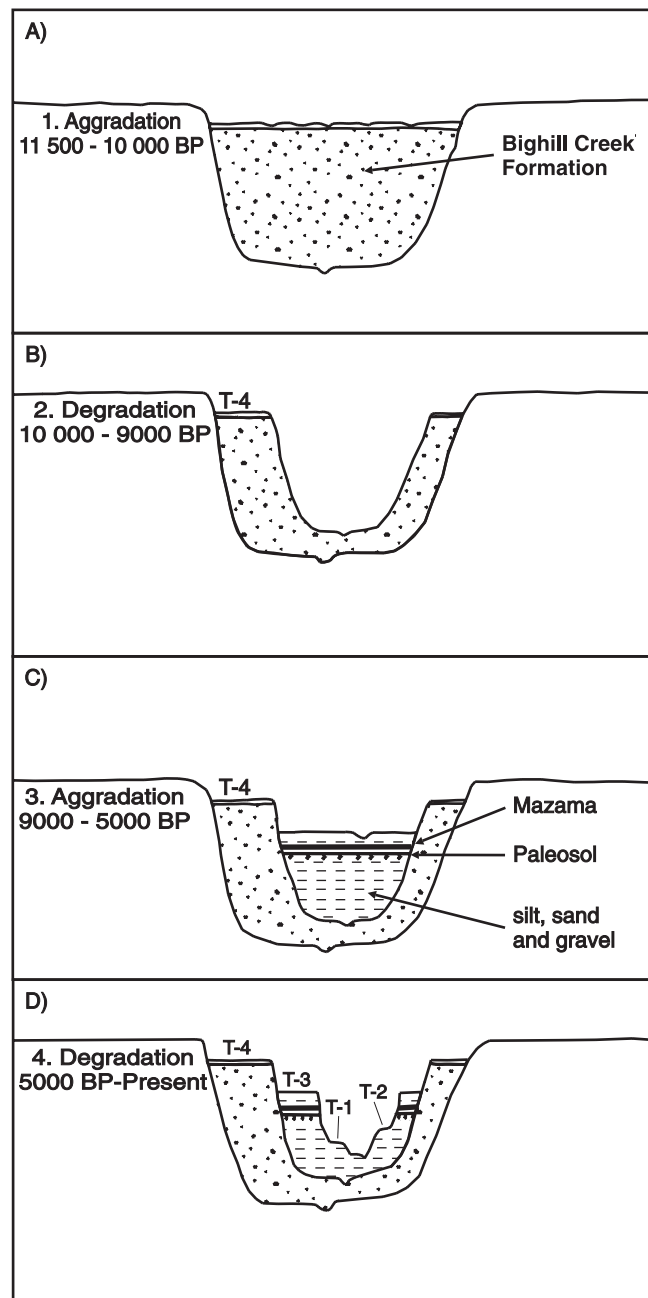 A)
1. Aggradation
11 500 - 10 000 BP
Bighill Creek
Formation
B)
T-4
2. Degradation
10 000 - 9000 BP
C)
3. Aggradation
9000 - 5000 BP
T-4
Mazama
Paleosol
silt, sand
and gravel
D)
4. Degradation
5000 BP-Present
T-4
T-3
T-1
T-2